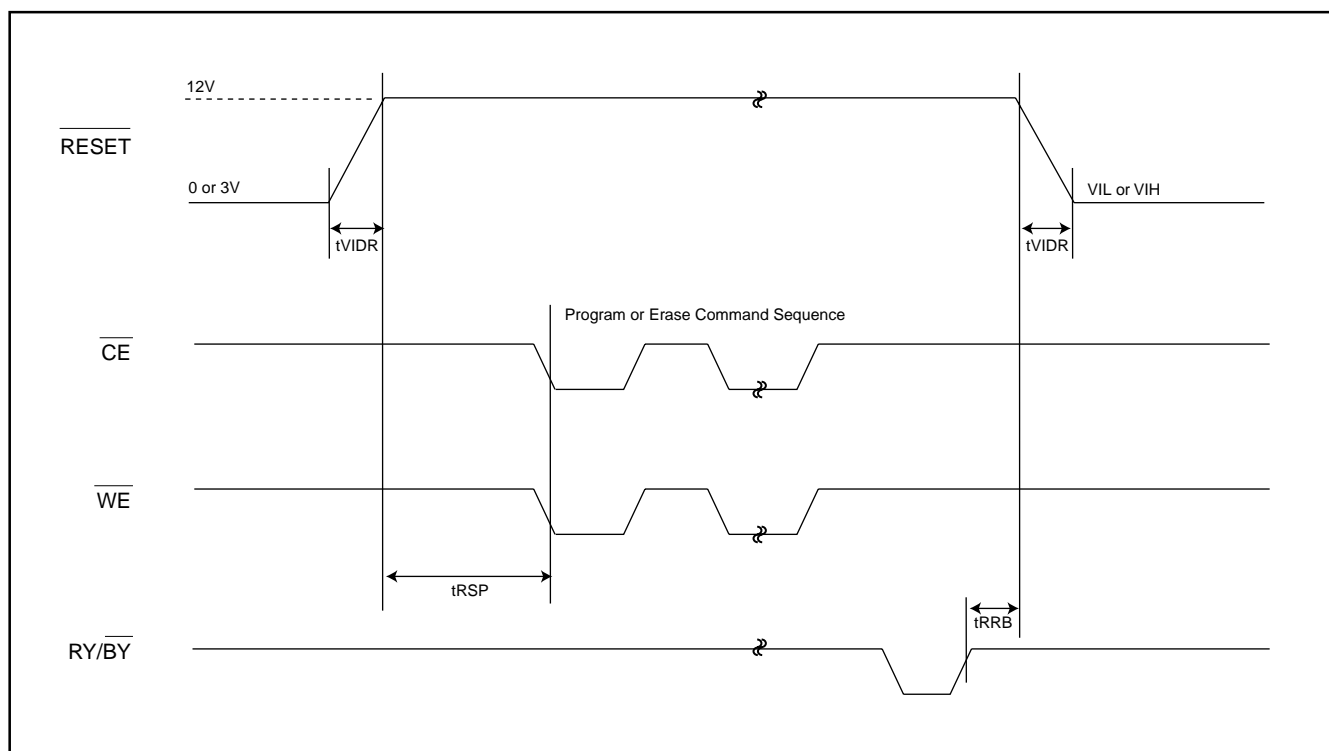 12V
RESET
0 or 3V
VIL or VIH
tVIDR
tVIDR
Program or Erase Command Sequence
CE
WE
tRSP
tRRB
RY/BY